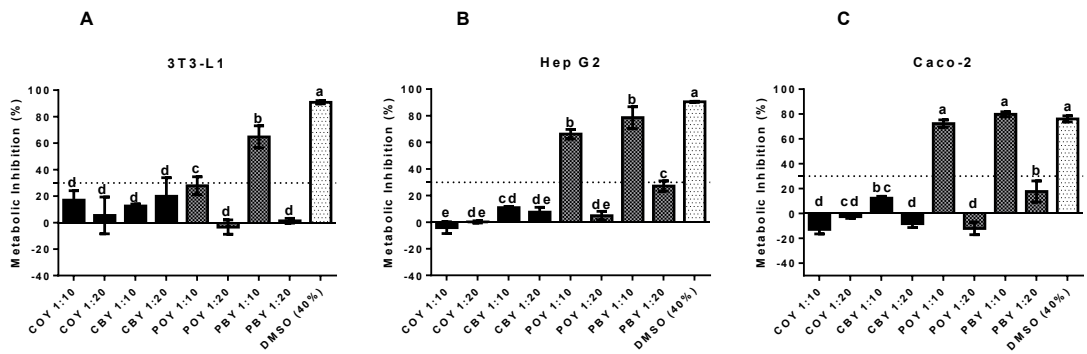 A
3T3-L1
Metabolic Inhibition (%)
100
80
60
40
20
0
-20
-40
d
d
d
d
c
d
b
d
a
COY 1:10
COY 1:20
CBY 1:10
CBY 1:20
POY 1:10
POY 1:20
PBY 1:10
PBY 1:20
DMSO (40%)
B
Hep G2
Metabolic Inhibition (%)
100
80
60
40
20
0
-20
-40
e
de
cd
de
b
de
b
c
a
COY 1:10
COY 1:20
CBY 1:10
CBY 1:20
POY 1:10
POY 1:20
PBY 1:10
PBY 1:20
DMSO (40%)
C
Caco-2
Metabolic Inhibition (%)
100
80
60
40
20
0
-20
-40
d
cd
bc
d
a
d
a
b
a
COY 1:10
COY 1:20
CBY 1:10
CBY 1:20
POY 1:10
POY 1:20
PBY 1:10
PBY 1:20
DMSO (40%)